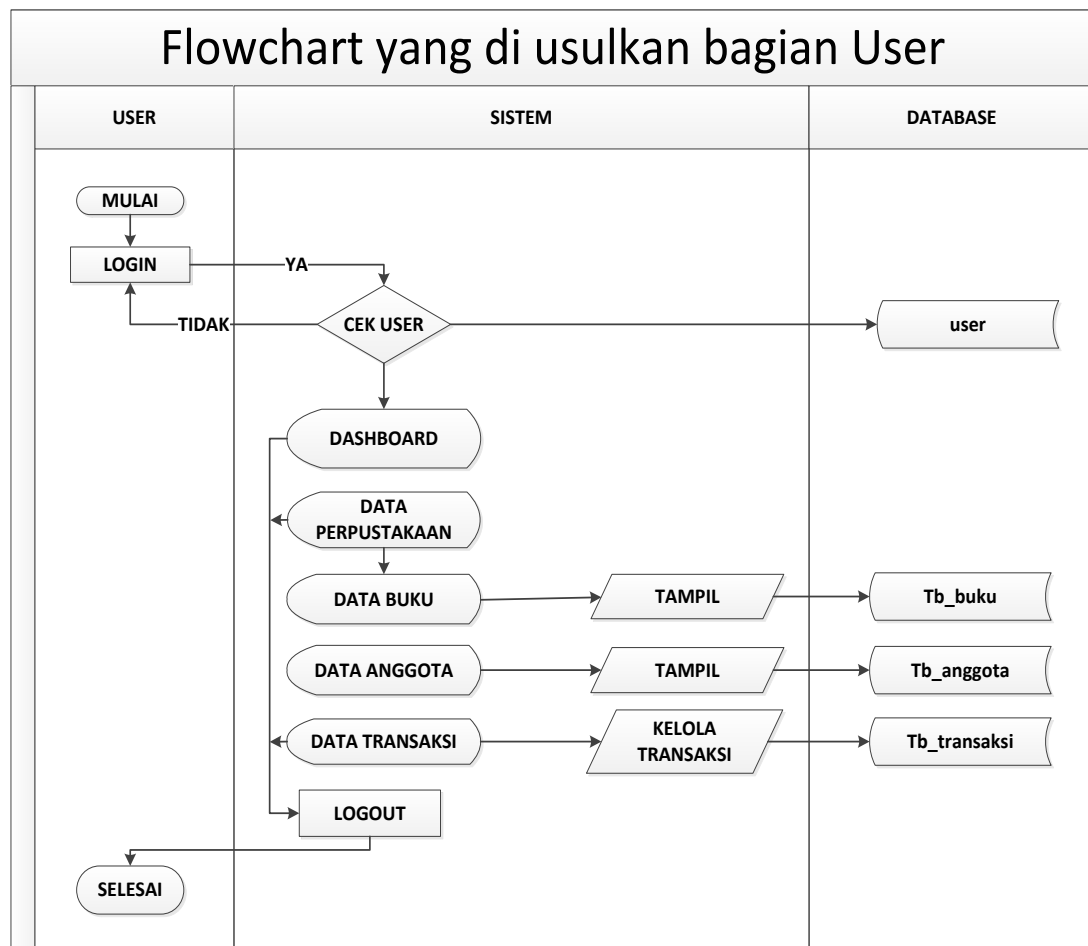 Flowchart yang di usulkan bagian User
USER
SISTEM
DATABASE
MULAI
LOGIN
YA
TIDAK
CEK USER
user
DASHBOARD
DATA
PERPUSTAKAAN
DATA BUKU
TAMPIL
Tb_buku
DATA ANGGOTA
TAMPIL
Tb_anggota
DATA TRANSAKSI
KELOLA
TRANSAKSI
Tb_transaksi
LOGOUT
SELESAI